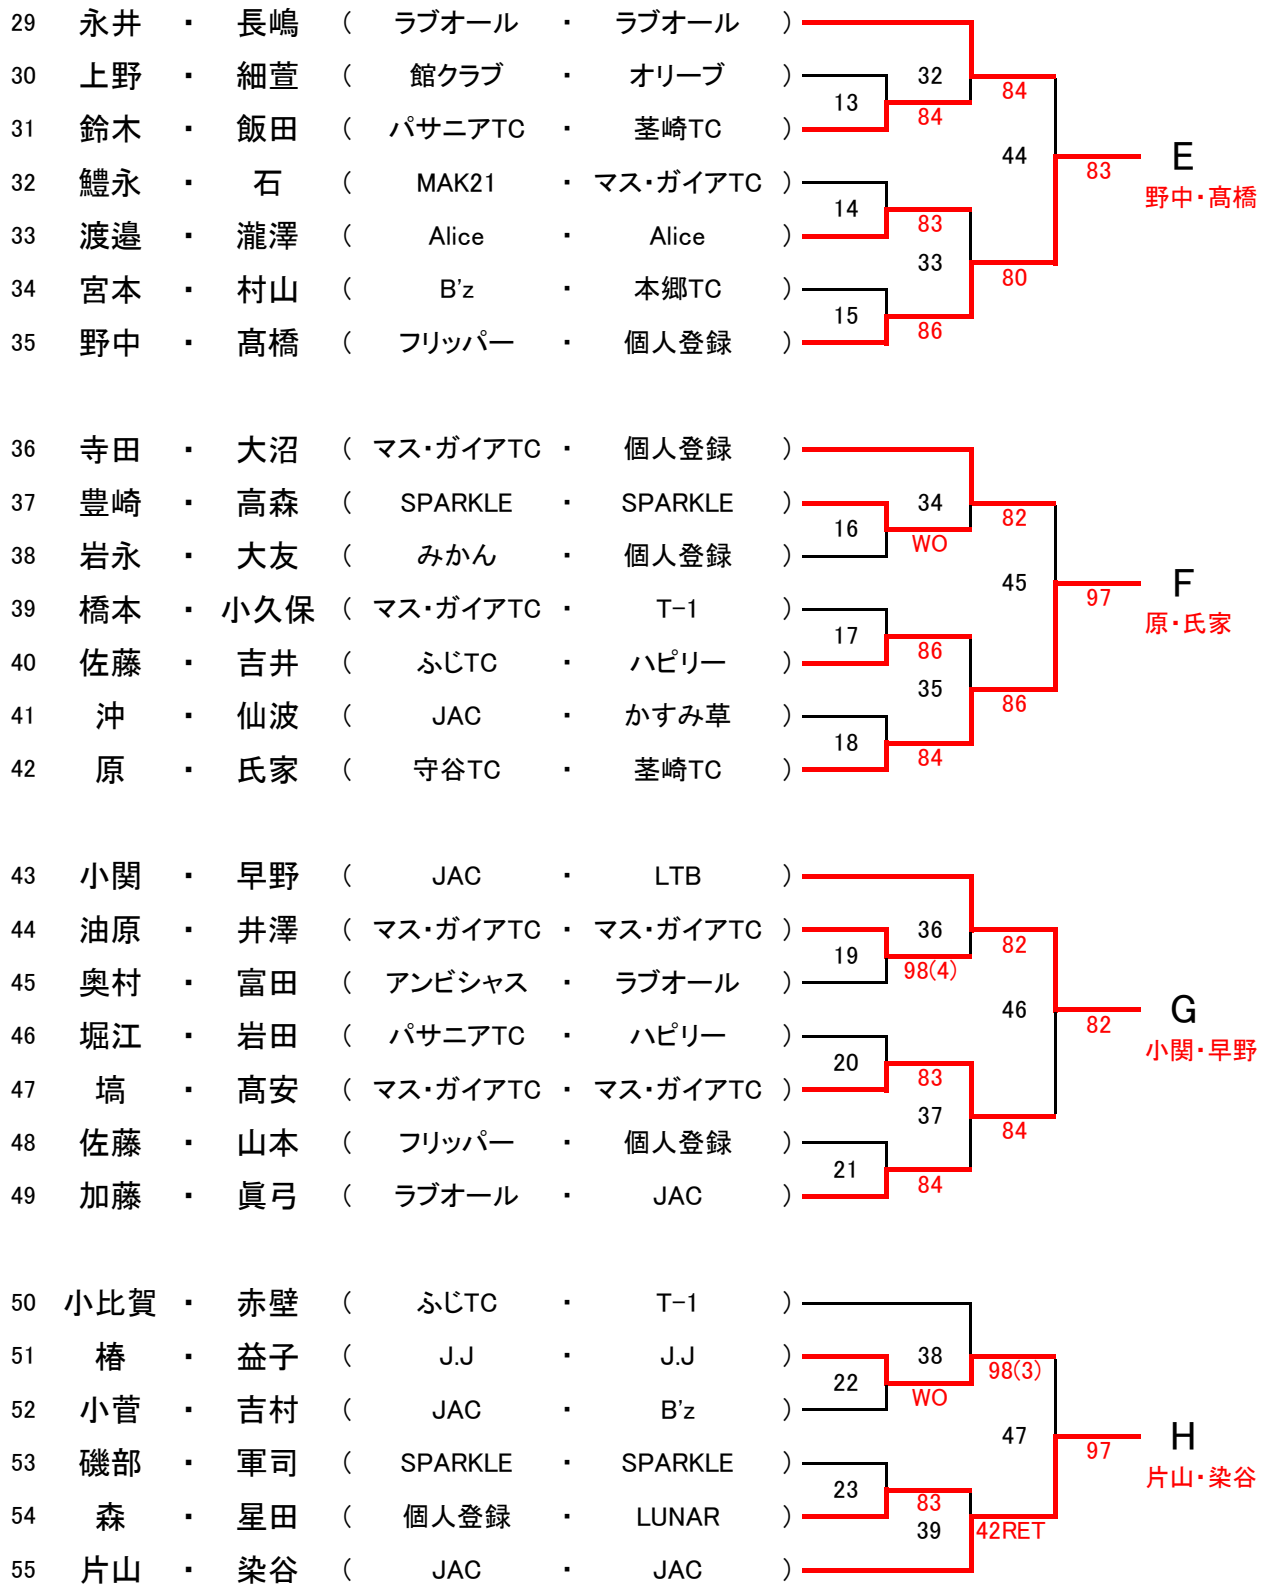 29 永井 ・ 長嶋 ( ラブオール ・ ラブオール )
30 上野 ・ 細萱 ( 館クラブ ・ オリーブ ) 32
13 84 84
31 鈴木 ・ 飯田 ( パサニアTC ・ 茎崎TC )
44 83 E
野中・髙橋
32 鱧永 ・ 石 ( MAK21 ・ マス・ガイアTC )
14 83
33 渡邉 ・ 瀧澤 ( Alice ・ Alice )
33 80
34 宮本 ・ 村山 ( B'z ・ 本郷TC )
15 86
35 野中 ・ 髙橋 ( フリッパー ・ 個人登録 )
36 寺田 ・ 大沼 ( マス・ガイアTC ・ 個人登録 )
37 豊崎 ・ 高森 ( SPARKLE ・ SPARKLE ) 34
16 WO 82
38 岩永 ・ 大友 ( みかん ・ 個人登録 )
45 97 F
原・氏家
39 橋本 ・ 小久保 ( マス・ガイアTC ・ T-1 )
17 86
40 佐藤 ・ 吉井 ( ふじTC ・ ハピリー )
35 86
41 沖 ・ 仙波 ( JAC ・ かすみ草 )
18 84
42 原 ・ 氏家 ( 守谷TC ・ 茎崎TC )
43 小関 ・ 早野 ( JAC ・ LTB )
44 油原 ・ 井澤 ( マス・ガイアTC ・ マス・ガイアTC ) 36
19 98(4) 82
45 奥村 ・ 富田 ( アンビシャス ・ ラブオール )
46 82 G
小関・早野
46 堀江 ・ 岩田 ( パサニアTC ・ ハピリー )
20 83
47 塙 ・ 髙安 ( マス・ガイアTC ・ マス・ガイアTC )
37 84
48 佐藤 ・ 山本 ( フリッパー ・ 個人登録 )
21 84
49 加藤 ・ 眞弓 ( ラブオール ・ JAC )
50 小比賀 ・ 赤壁 ( ふじTC ・ T-1 )
51 椿 ・ 益子 ( J.J ・ J.J ) 38
22 WO 98(3)
52 小菅 ・ 吉村 ( JAC ・ B'z )
47 97 H
片山・染谷
53 磯部 ・ 軍司 ( SPARKLE ・ SPARKLE )
23 83
54 森 ・ 星田 ( 個人登録 ・ LUNAR )
39 42RET
55 片山 ・ 染谷 ( JAC ・ JAC )